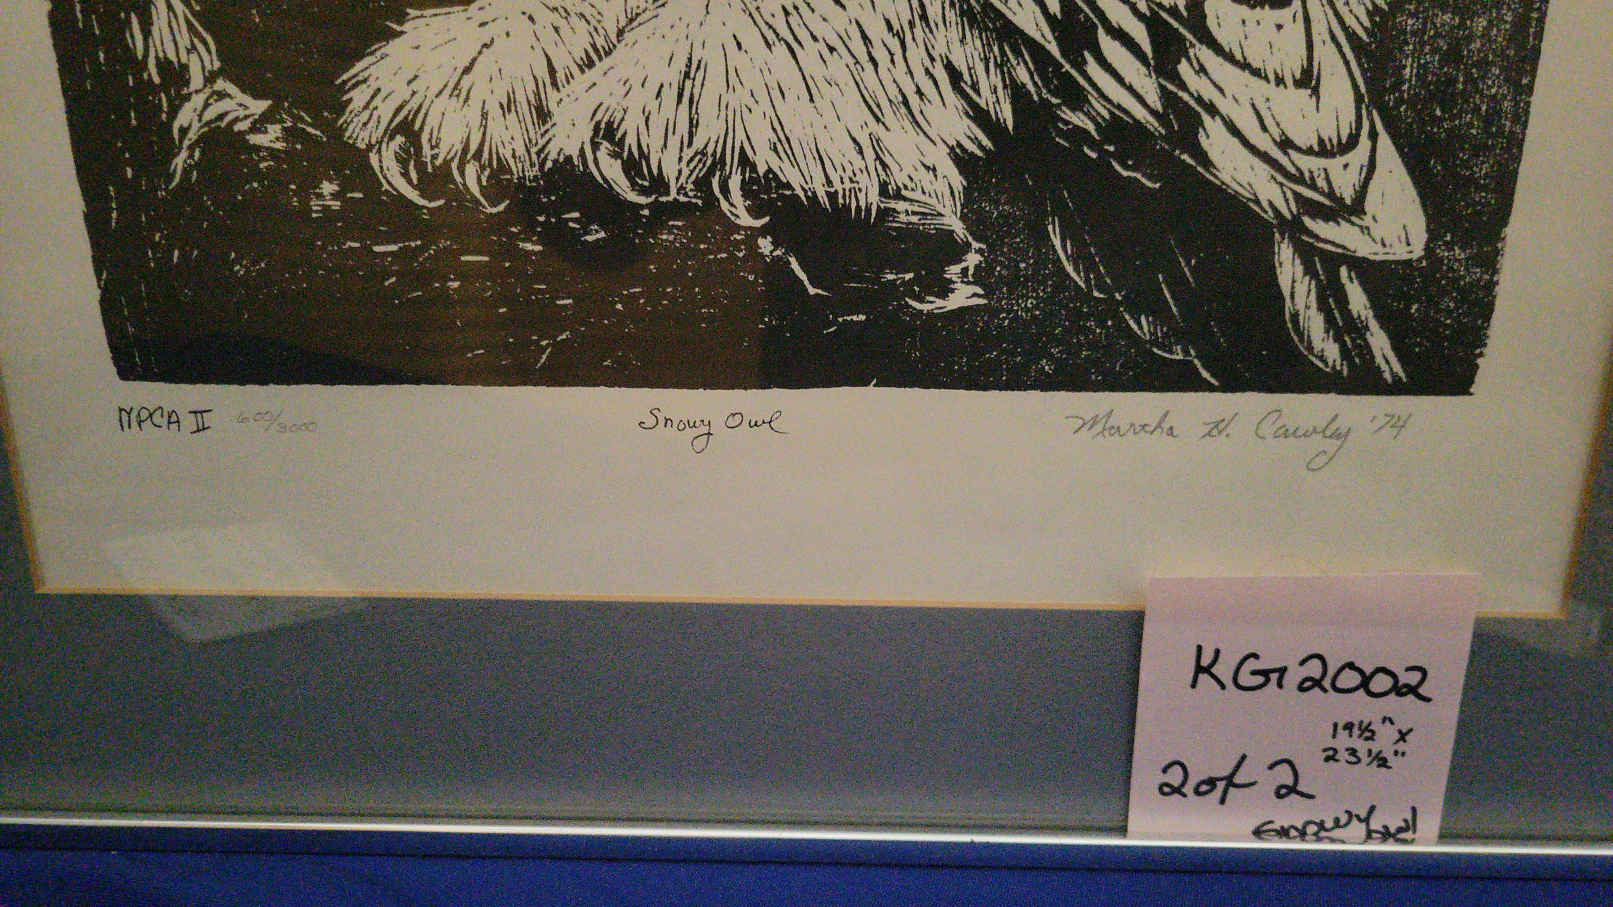 NPCA II 600/3000 Snowy Owl Martha H. Cawley '74
KG2002
19½" x
23½"
2 of 2